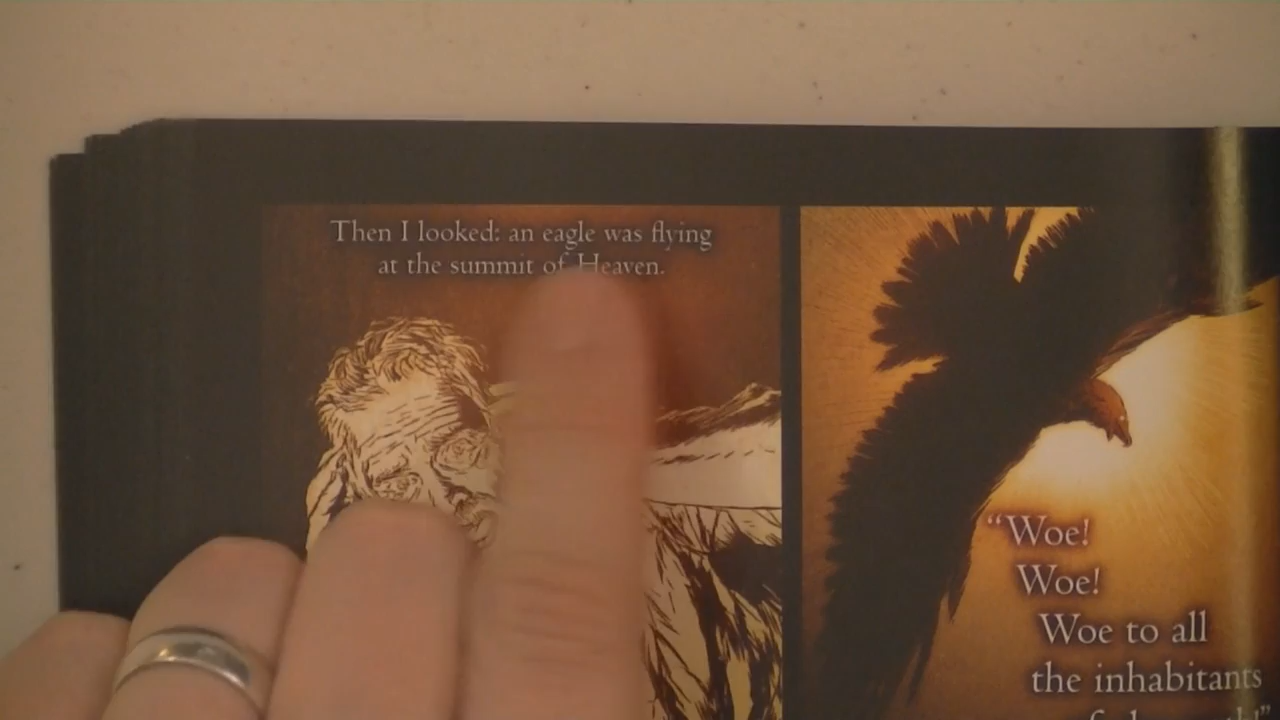 Then I looked: an eagle was flying
at the summit of Heaven.
“Woe!
Woe!
Woe to all
the inhabitants